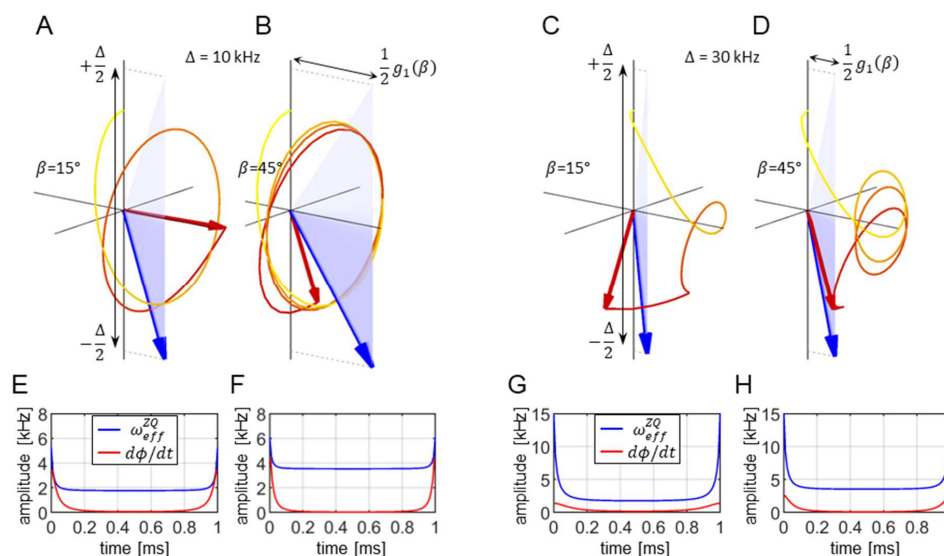 A
B
C
D
+Δ/2
Δ = 10 kHz
1/2 g₁(β)
+Δ/2
Δ = 30 kHz
1/2 g₁(β)
β=15°
β=45°
β=15°
β=45°
−Δ/2
−Δ/2
E
F
G
H
amplitude [kHz]
8
6
4
2
0
ω_eff^ZQ
dϕ/dt
0 0.2 0.4 0.6 0.8 1
time [ms]
amplitude [kHz]
8
6
4
2
0
0 0.2 0.4 0.6 0.8 1
time [ms]
amplitude [kHz]
15
10
5
0
ω_eff^ZQ
dϕ/dt
0 0.2 0.4 0.6 0.8 1
time [ms]
amplitude [kHz]
15
10
5
0
0 0.2 0.4 0.6 0.8
time [ms]